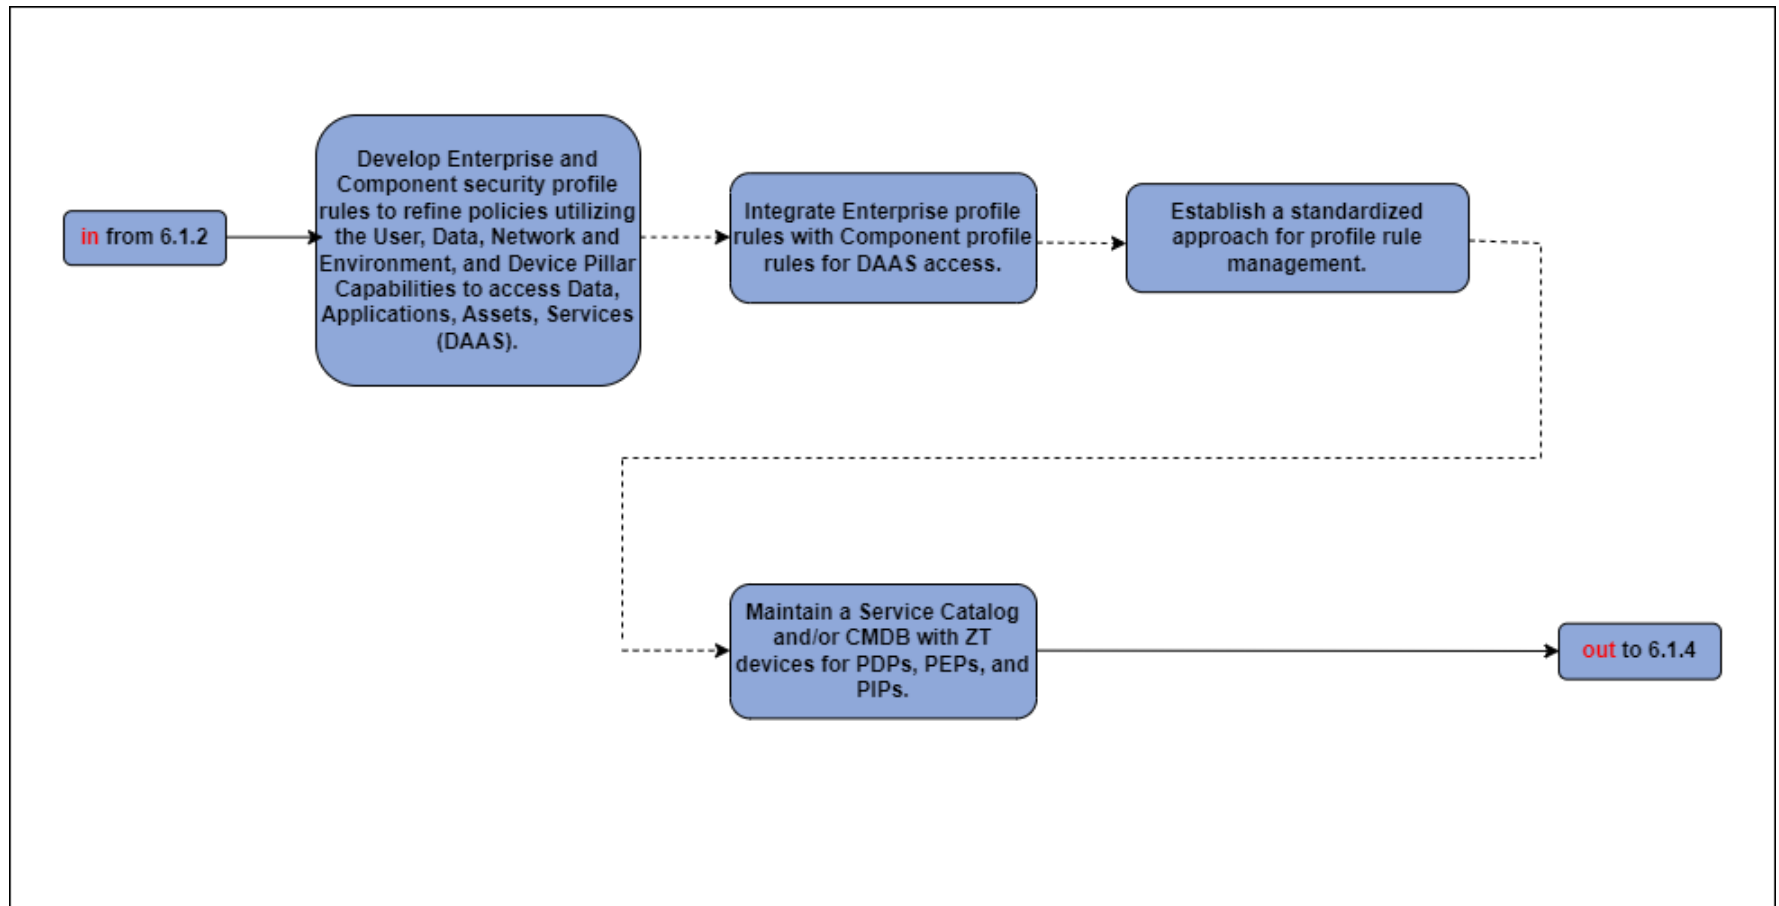 in from 6.1.2
Develop Enterprise and
Component security profile
rules to refine policies utilizing
the User, Data, Network and
Environment, and Device Pillar
Capabilities to access Data,
Applications, Assets, Services
(DAAS).
Integrate Enterprise profile
rules with Component profile
rules for DAAS access.
Establish a standardized
approach for profile rule
management.
Maintain a Service Catalog
and/or CMDB with ZT
devices for PDPs, PEPs, and
PIPs.
out to 6.1.4